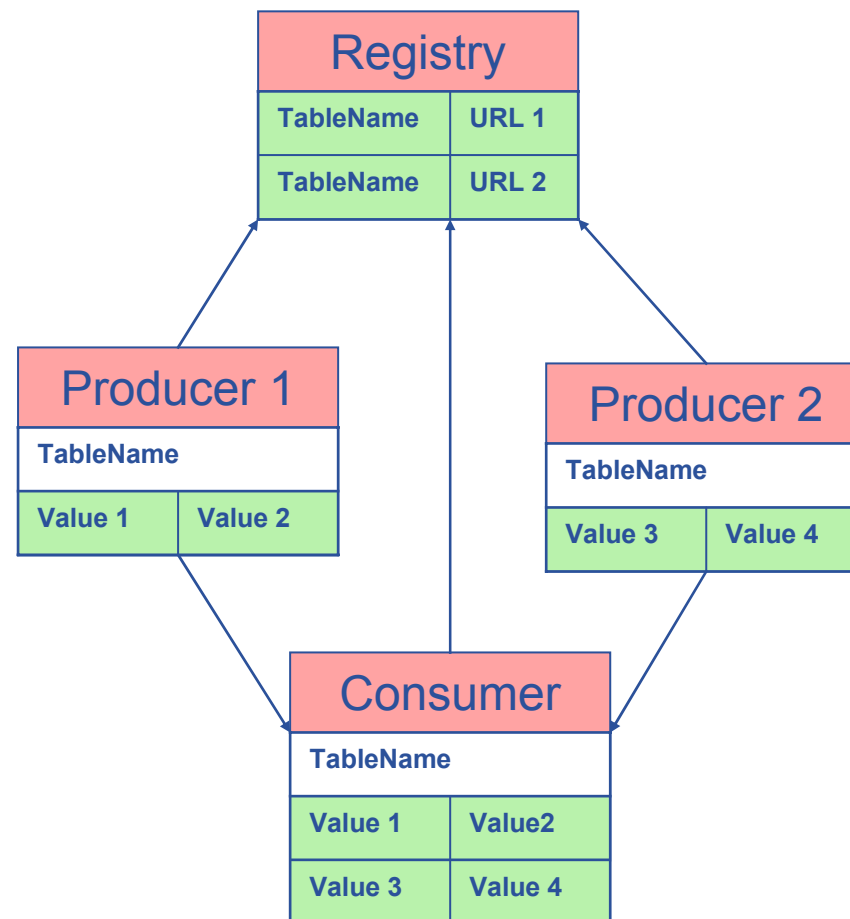 Registry
TableName URL 1
TableName URL 2
Producer 1
TableName
Value 1 Value 2
Producer 2
TableName
Value 3 Value 4
Consumer
TableName
Value 1 Value2
Value 3 Value 4